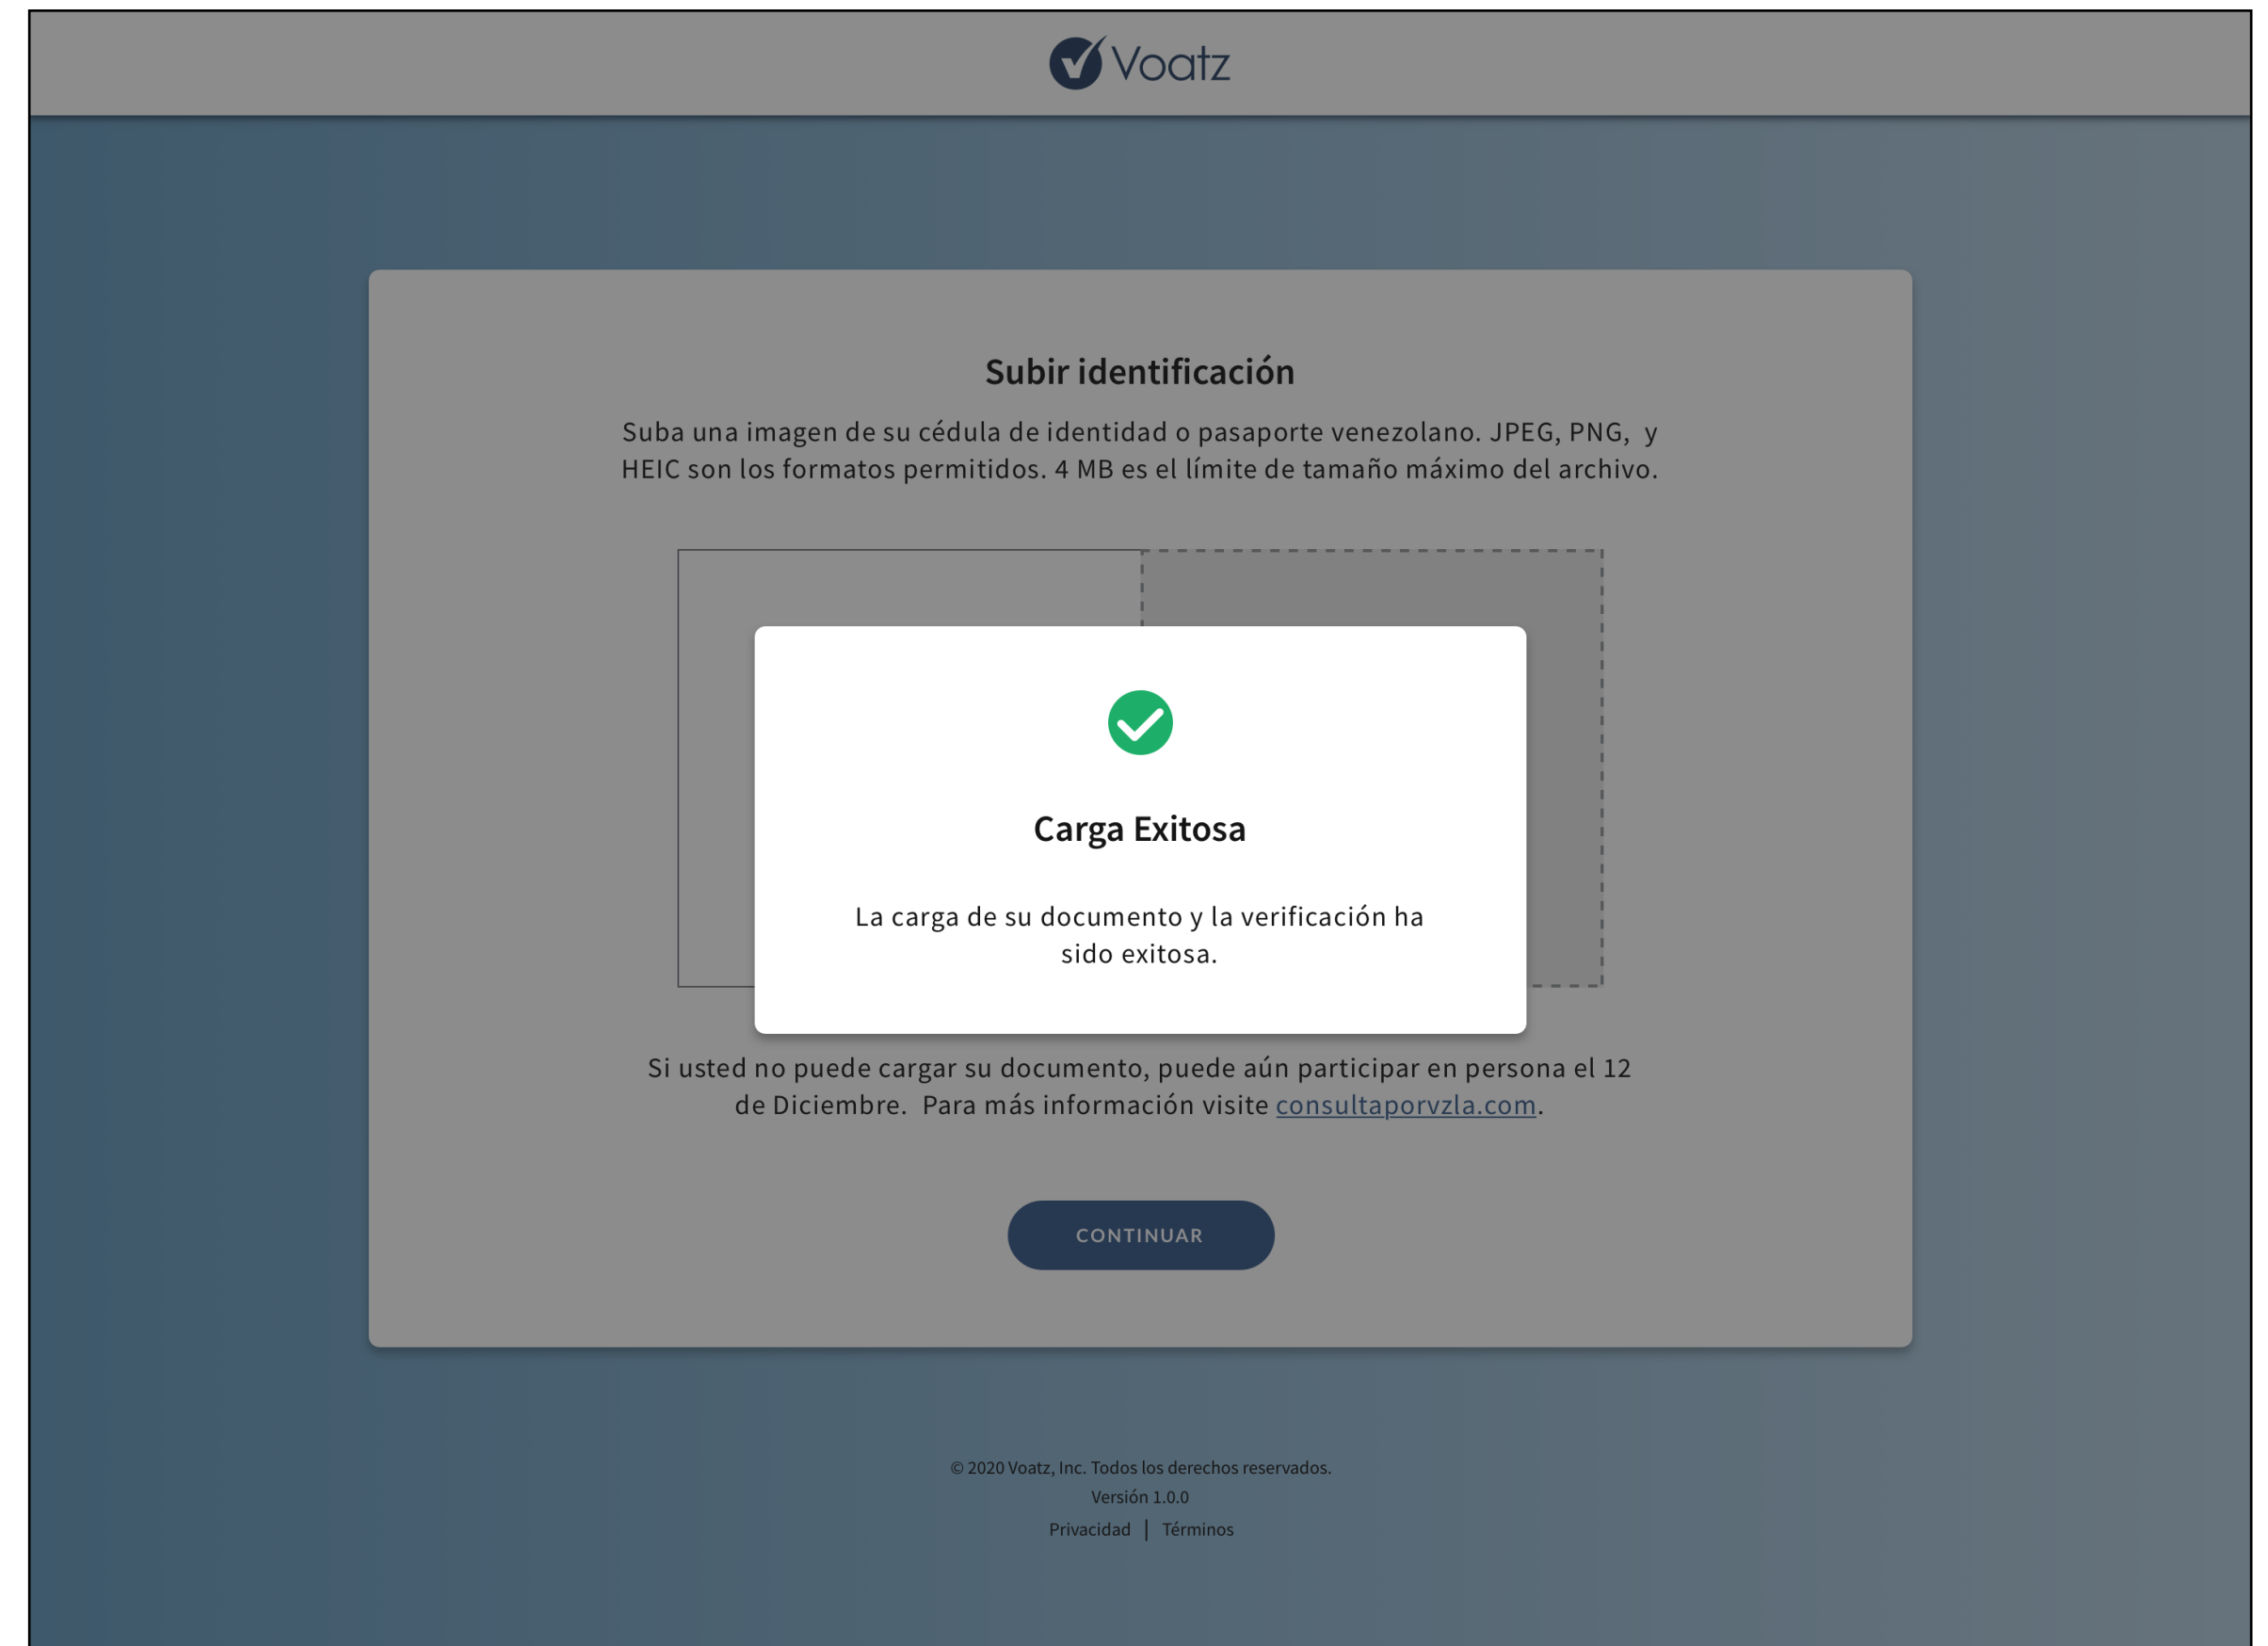 Voatz
Subir identificación
Suba una imagen de su cédula de identidad o pasaporte venezolano. JPEG, PNG,  y
HEIC son los formatos permitidos. 4 MB es el límite de tamaño máximo del archivo.
Carga Exitosa
La carga de su documento y la verificación ha
sido exitosa.
Si usted no puede cargar su documento, puede aún participar en persona el 12
de Diciembre.  Para más información visite consultaporvzla.com.
CONTINUAR
© 2020 Voatz, Inc. Todos los derechos reservados.
Versión 1.0.0
Privacidad | Términos